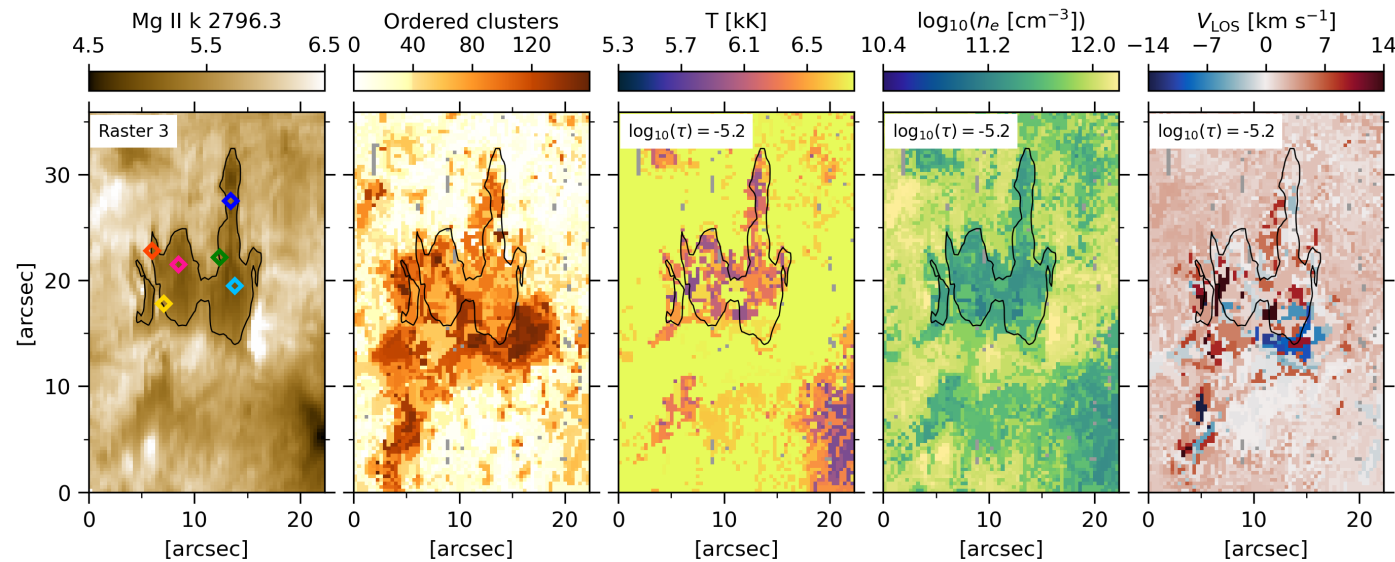 Mg II k 2796.3 Ordered clusters T [kK] log₁₀(nₑ [cm⁻³]) V_LOS [km s⁻¹]
4.5 5.5 6.5 0 40 80 120 5.3 5.7 6.1 6.5 10.4 11.2 12.0 −14 −7 0 7 14
Raster 3 log₁₀(τ) = -5.2 log₁₀(τ) = -5.2 log₁₀(τ) = -5.2
30
20
10
0
[arcsec]
0 10 20 0 10 20 0 10 20 0 10 20 0 10 20
[arcsec] [arcsec] [arcsec] [arcsec] [arcsec]